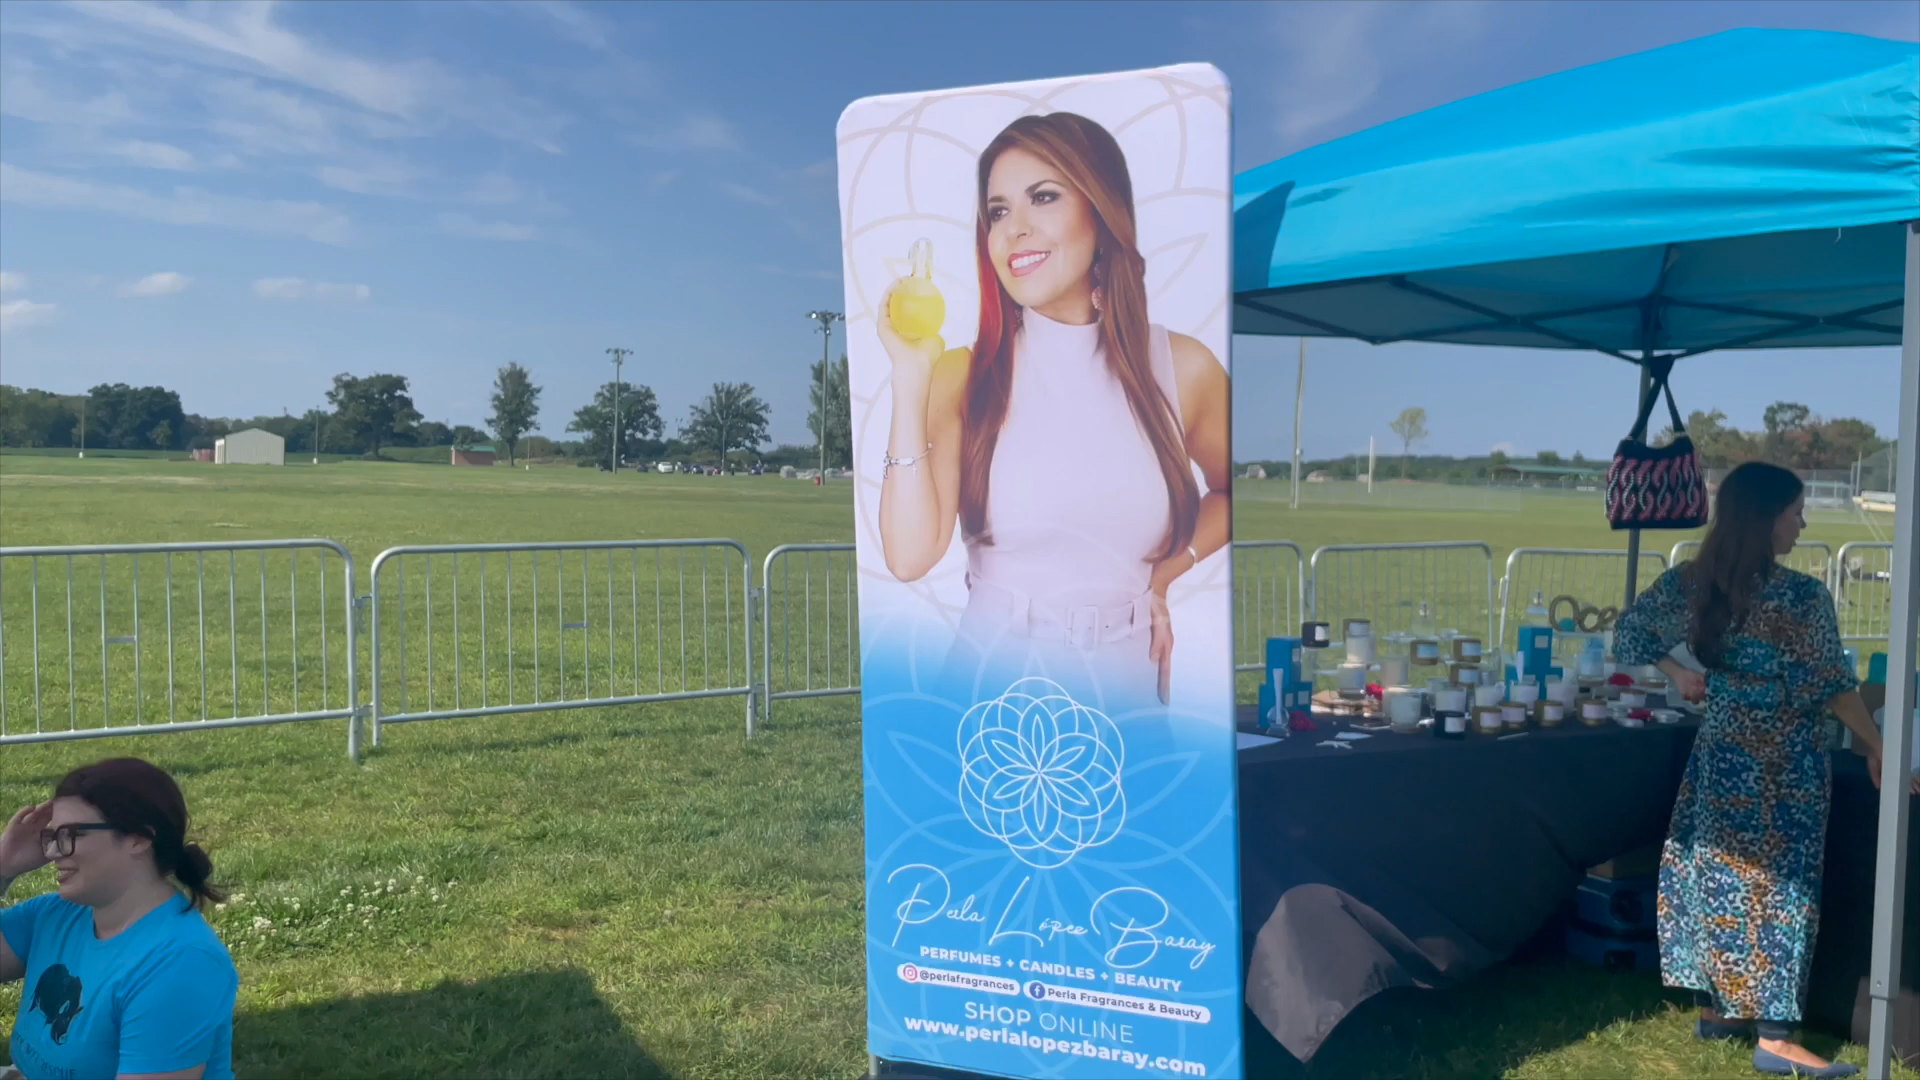 Perla López Baray
PERFUMES + CANDLES + BEAUTY
@perlafragrances Perla Fragrances & Beauty
SHOP ONLINE
www.perlalopezbaray.com